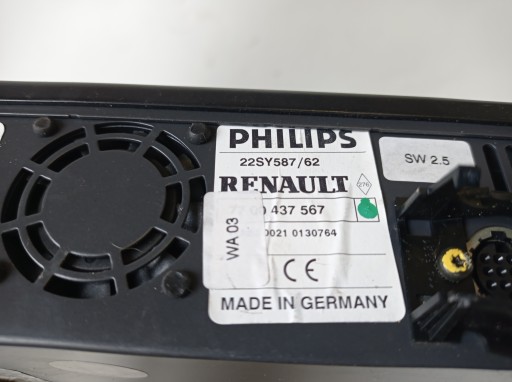 PHILIPS
22SY587/62
SW 2.5
RENAULT
276
437 567
WA 03
0021 0130764
CE
MADE IN GERMANY